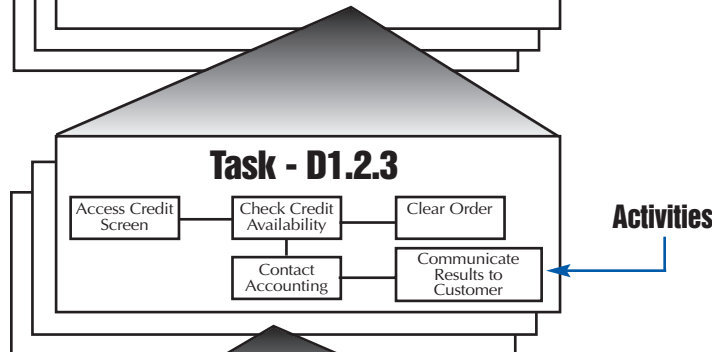 Task - D1.2.3
Access Credit
Screen
Check Credit
Availability
Clear Order
Activities
Contact
Accounting
Communicate
Results to
Customer